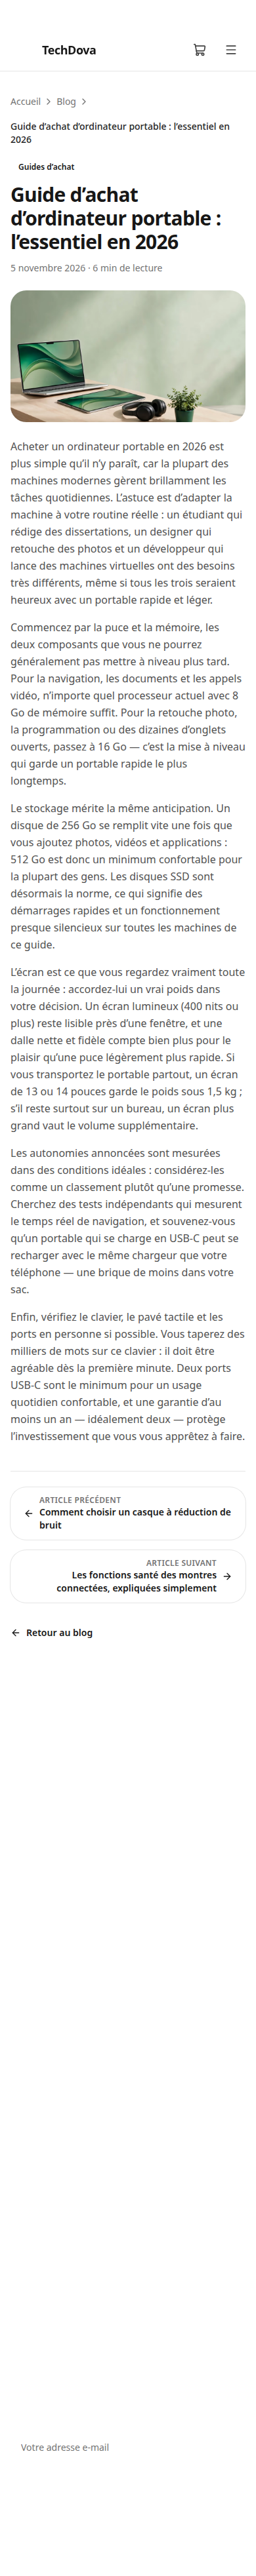 TechDova
Accueil
Blog
Guide d’achat d’ordinateur portable : l’essentiel en
2026
Guides d’achat
Guide d’achat
d’ordinateur portable :
l’essentiel en 2026
5 novembre 2026 · 6 min de lecture
Acheter un ordinateur portable en 2026 est
plus simple qu’il n’y paraît, car la plupart des
machines modernes gèrent brillamment les
tâches quotidiennes. L’astuce est d’adapter la
machine à votre routine réelle : un étudiant qui
rédige des dissertations, un designer qui
retouche des photos et un développeur qui
lance des machines virtuelles ont des besoins
très différents, même si tous les trois seraient
heureux avec un portable rapide et léger.
Commencez par la puce et la mémoire, les
deux composants que vous ne pourrez
généralement pas mettre à niveau plus tard.
Pour la navigation, les documents et les appels
vidéo, n’importe quel processeur actuel avec 8
Go de mémoire suffit. Pour la retouche photo,
la programmation ou des dizaines d’onglets
ouverts, passez à 16 Go — c’est la mise à niveau
qui garde un portable rapide le plus
longtemps.
Le stockage mérite la même anticipation. Un
disque de 256 Go se remplit vite une fois que
vous ajoutez photos, vidéos et applications :
512 Go est donc un minimum confortable pour
la plupart des gens. Les disques SSD sont
désormais la norme, ce qui signifie des
démarrages rapides et un fonctionnement
presque silencieux sur toutes les machines de
ce guide.
L’écran est ce que vous regardez vraiment toute
la journée : accordez-lui un vrai poids dans
votre décision. Un écran lumineux (400 nits ou
plus) reste lisible près d’une fenêtre, et une
dalle nette et fidèle compte bien plus pour le
plaisir qu’une puce légèrement plus rapide. Si
vous transportez le portable partout, un écran
de 13 ou 14 pouces garde le poids sous 1,5 kg ;
s’il reste surtout sur un bureau, un écran plus
grand vaut le volume supplémentaire.
Les autonomies annoncées sont mesurées
dans des conditions idéales : considérez-les
comme un classement plutôt qu’une promesse.
Cherchez des tests indépendants qui mesurent
le temps réel de navigation, et souvenez-vous
qu’un portable qui se charge en USB-C peut se
recharger avec le même chargeur que votre
téléphone — une brique de moins dans votre
sac.
Enfin, vérifiez le clavier, le pavé tactile et les
ports en personne si possible. Vous taperez des
milliers de mots sur ce clavier : il doit être
agréable dès la première minute. Deux ports
USB-C sont le minimum pour un usage
quotidien confortable, et une garantie d’au
moins un an — idéalement deux — protège
l’investissement que vous vous apprêtez à faire.
ARTICLE PRÉCÉDENT
Comment choisir un casque à réduction de
bruit
ARTICLE SUIVANT
Les fonctions santé des montres
connectées, expliquées simplement
Retour au blog
Votre adresse e-mail